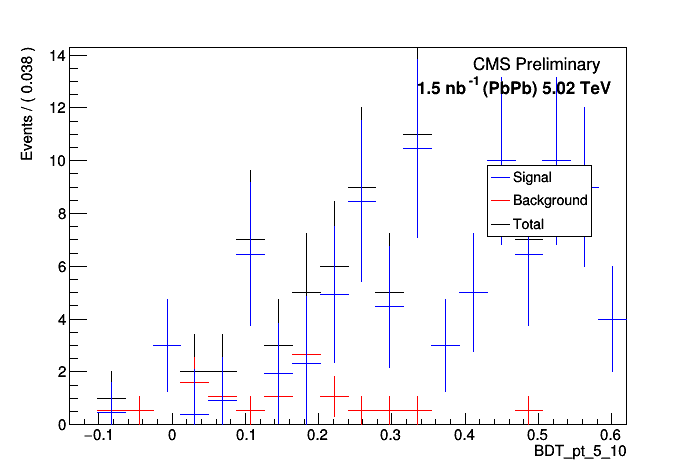 CMS Preliminary
1.5 nb⁻¹ (PbPb) 5.02 TeV
Events / ( 0.038 )
14
12
10
8
6
4
2
0
Signal
Background
Total
−0.1 0 0.1 0.2 0.3 0.4 0.5 0.6
BDT_pt_5_10